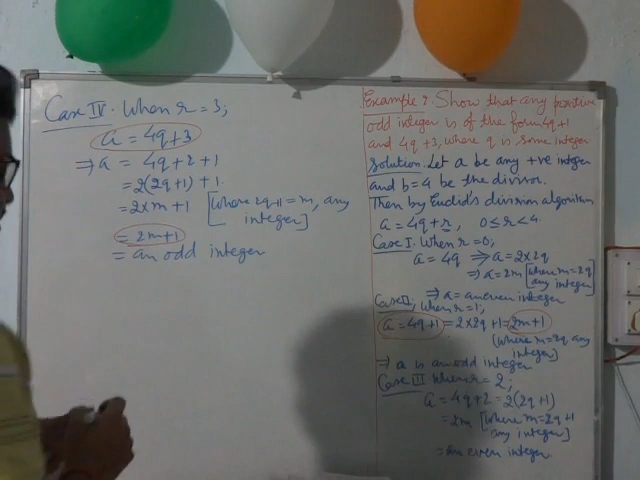 Example 2. Show that any positive
odd integer is of the form 4q+1
and 4q+3, where q is some integer
Solution. Let a be any +ve integer
and b=4 be the divisor.
Then by Euclid's division algorithm
a = 4q+r, 0≤r<4
Case I. When r=0;
a = 4q ⇒ a = 2×2q
⇒ a = 2m [where m=2q any integer]
⇒ a = an even integer
Case II, When r=1;
a = 4q+1 = 2×2q+1 = 2m+1
[where m=2q any
integer]
⇒ a is an odd integer
Case III When r=2;
a = 4q+2 = 2(2q+1)
= 2m [where m=2q+1
any integer]
= an even integer
Case IV. When r=3;
a = 4q+3
⇒ a = 4q+2+1
= 2(2q+1)+1
= 2×m+1 [where 2q+1=m, any
integer]
= 2m+1
= an odd integer